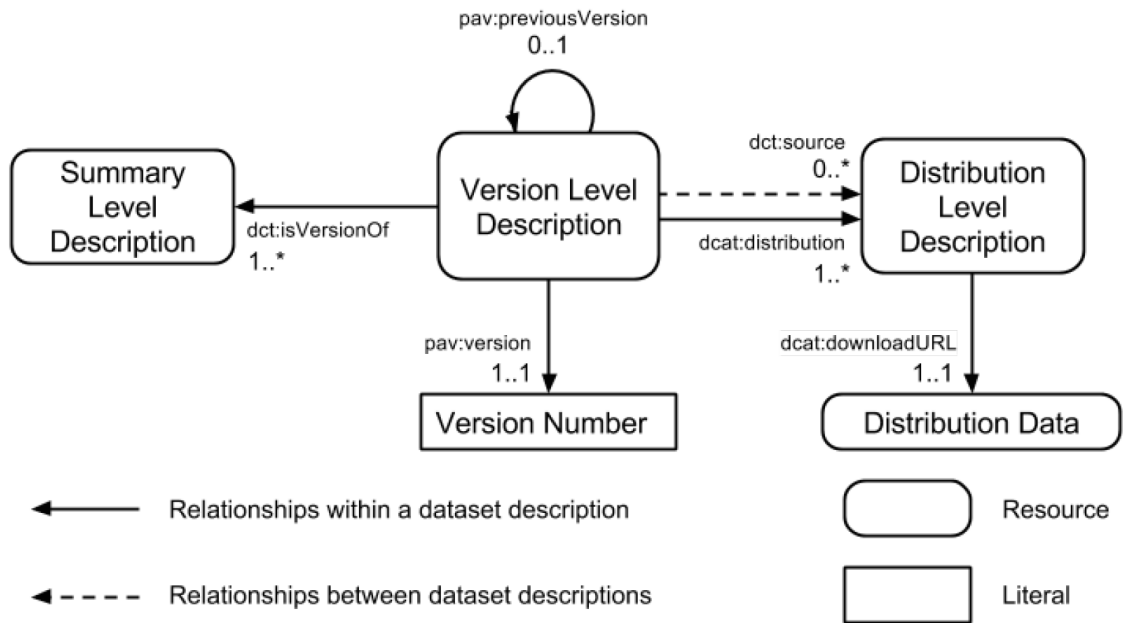 pav:previousVersion
0..1
Summary
Level
Description
dct:isVersionOf
1..*
Version Level
Description
dct:source
0..*
dcat:distribution
1..*
Distribution
Level
Description
pav:version
1..1
Version Number
dcat:downloadURL
1..1
Distribution Data
Relationships within a dataset description
Resource
Relationships between dataset descriptions
Literal